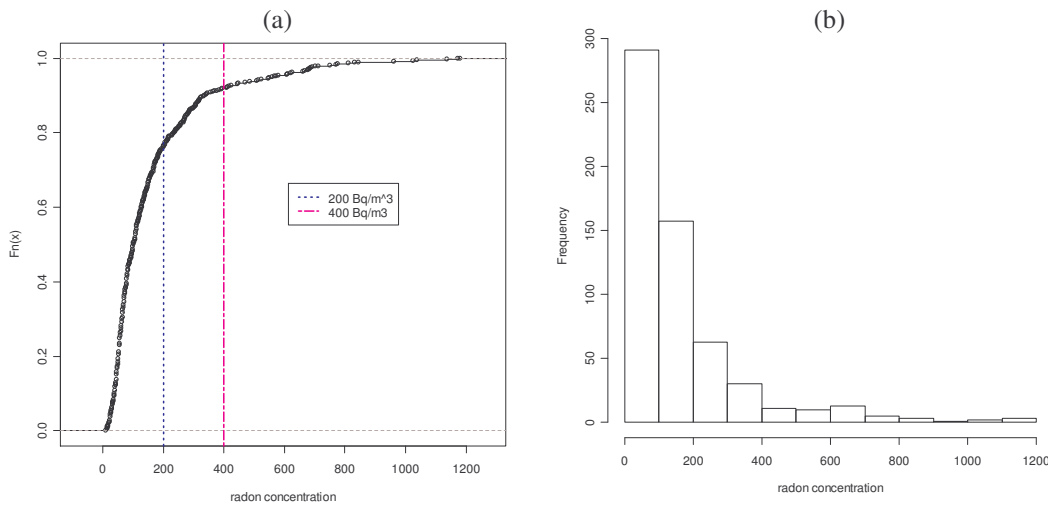 (a)
Fn(x)
1.0
0.8
0.6
0.4
0.2
0.0
200 Bq/m^3
400 Bq/m3
0 200 400 600 800 1000 1200
radon concentration
(b)
Frequency
300
250
200
150
100
50
0
0 200 400 600 800 1000 1200
radon concentration